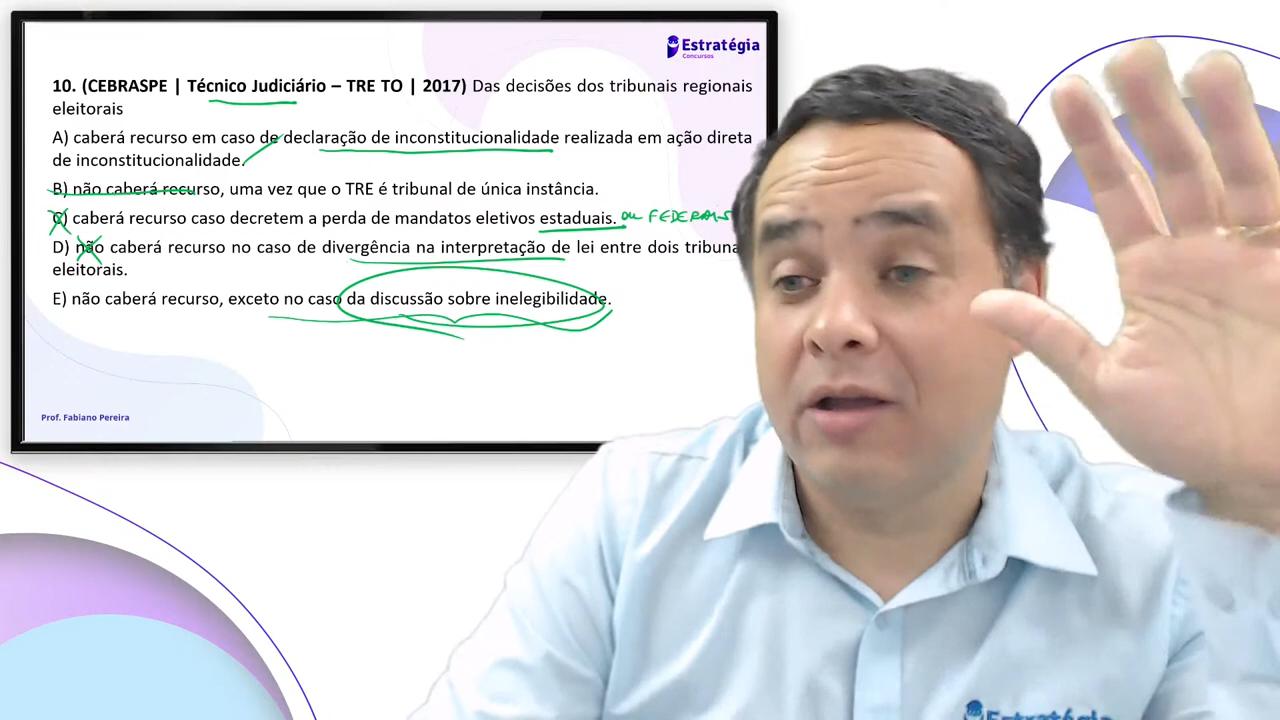 Estratégia
Concursos
10. (CEBRASPE | Técnico Judiciário – TRE TO | 2017) Das decisões dos tribunais regionais
eleitorais
A) caberá recurso em caso de declaração de inconstitucionalidade realizada em ação direta
de inconstitucionalidade.
B) não caberá recurso, uma vez que o TRE é tribunal de única instância.
C) caberá recurso caso decretem a perda de mandatos eletivos estaduais. ou FEDERAIS
D) não caberá recurso no caso de divergência na interpretação de lei entre dois tribuna
eleitorais.
E) não caberá recurso, exceto no caso da discussão sobre inelegibilidade.
Prof. Fabiano Pereira
Estratégia